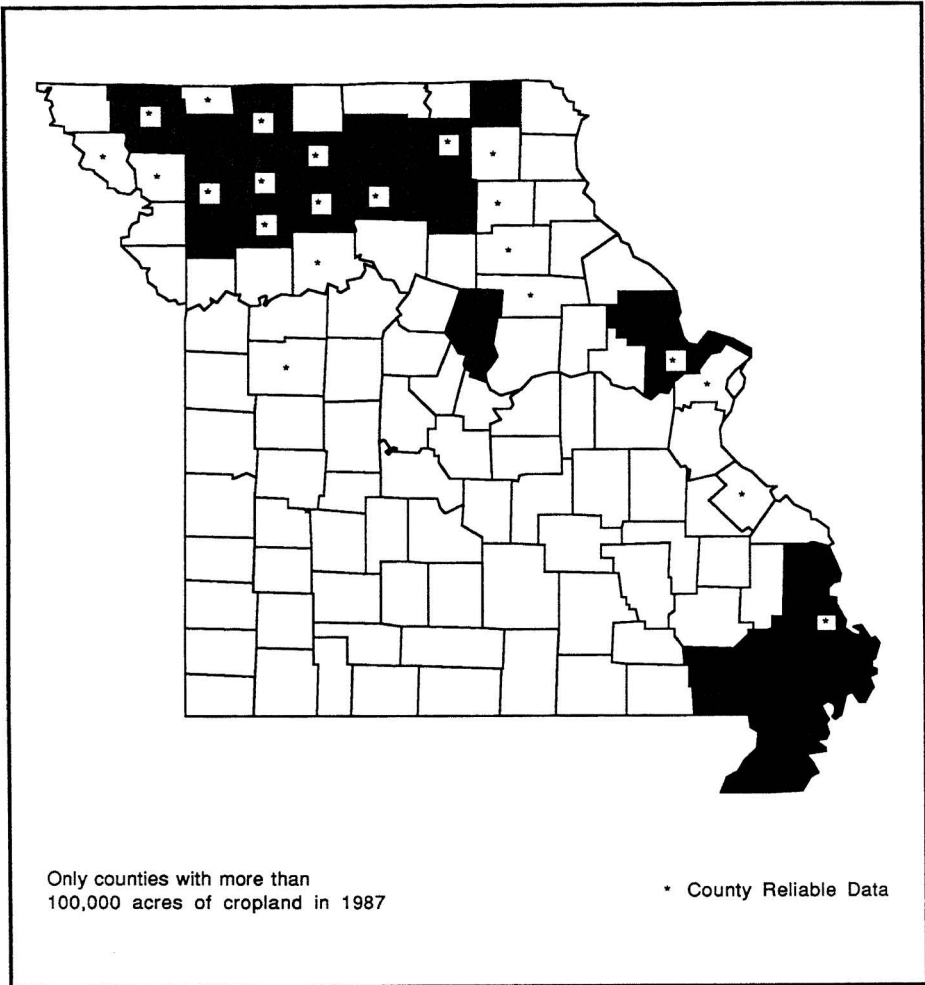 Only counties with more than
100,000 acres of cropland in 1987
* County Reliable Data